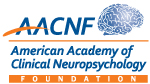 AACNF
American Academy of
Clinical Neuropsychology
FOUNDATION